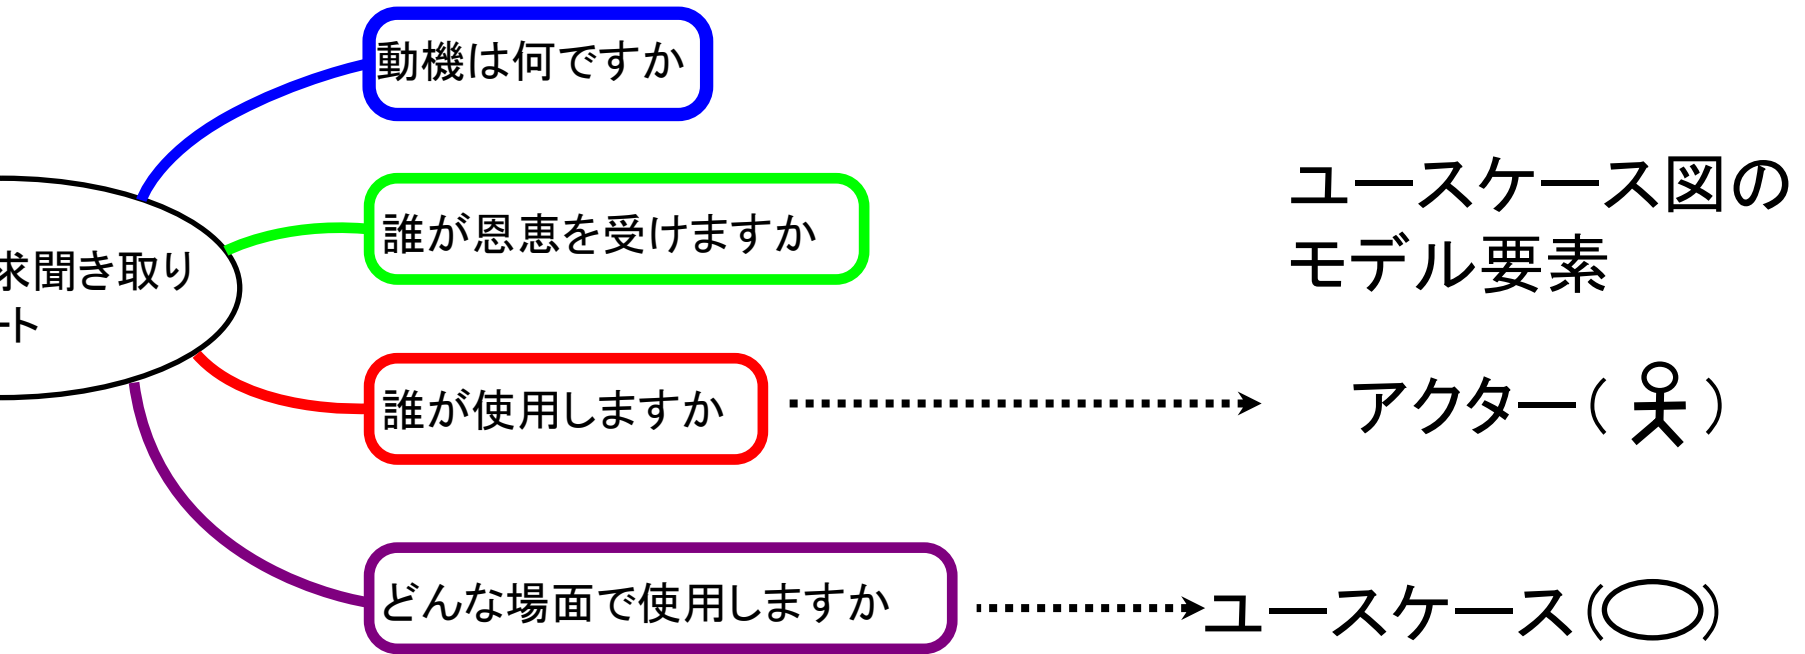 動機は何ですか
誰が恩恵を受けますか
求聞き取り
ート
誰が使用しますか
どんな場面で使用しますか
ユースケース図の
モデル要素
アクター( )
ユースケース( )